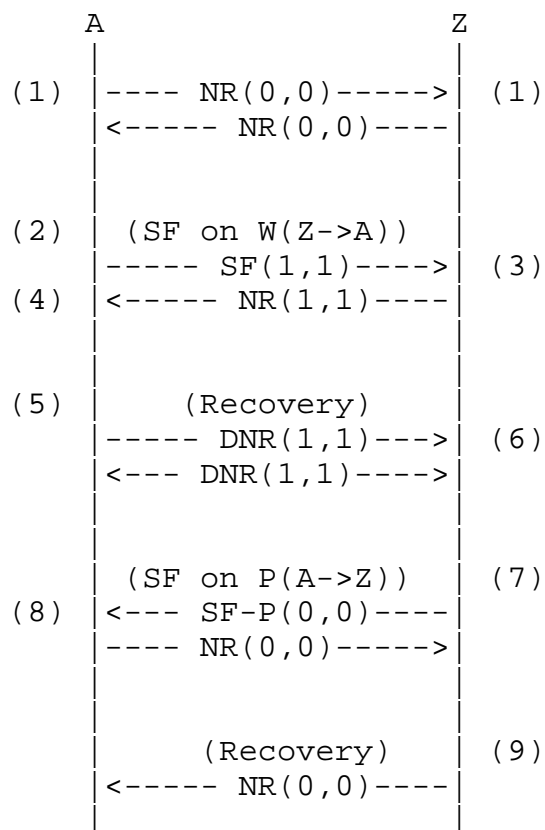 A Z
| |
(1) |---- NR(0,0)----->| (1)
|<----- NR(0,0)----|
| |
| |
(2) | (SF on W(Z->A)) |
|----- SF(1,1)---->| (3)
(4) |<----- NR(1,1)----|
| |
| |
(5) | (Recovery) |
|----- DNR(1,1)--->| (6)
|<--- DNR(1,1)---->|
| |
| |
| (SF on P(A->Z)) | (7)
(8) |<--- SF-P(0,0)----|
|---- NR(0,0)----->|
| |
| |
| (Recovery) | (9)
|<----- NR(0,0)----|
| |